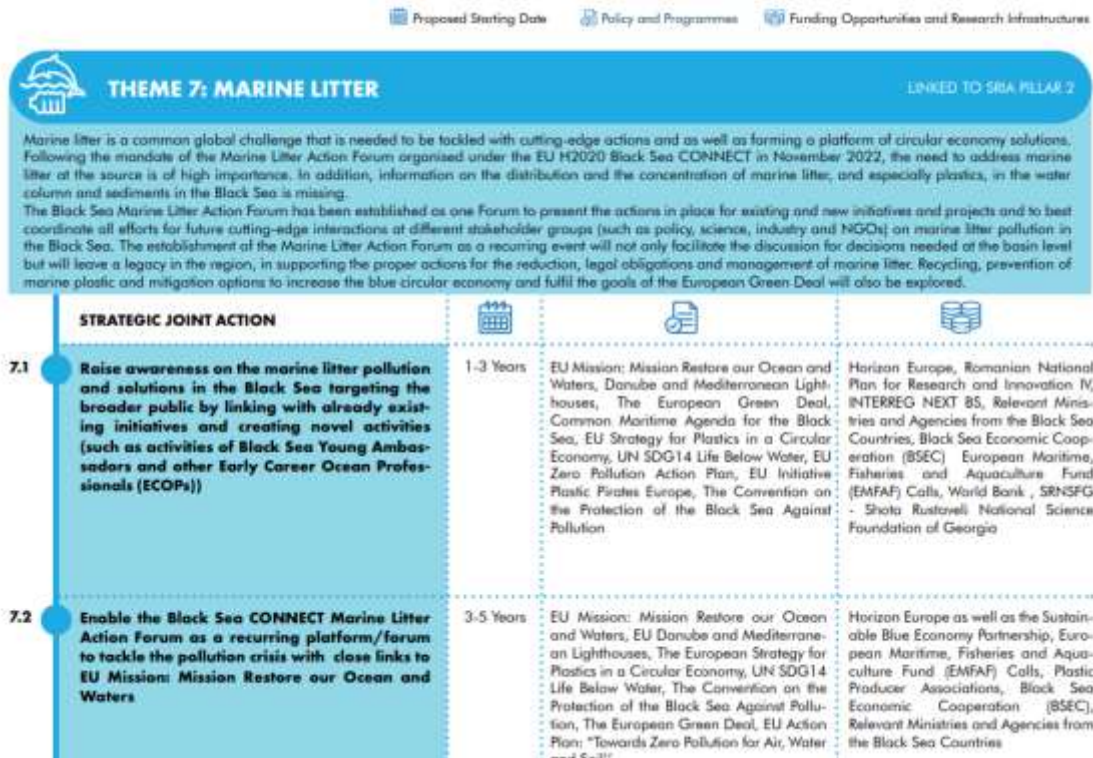 Proposed Starting Date Policy and Programmes Funding Opportunities and Research Infrastructures
THEME 7: MARINE LITTER
LINKED TO SRIA PILLAR 2
Marine litter is a common global challenge that is needed to be tackled with cutting-edge actions and as well as forming a platform of circular economy solutions.
Following the mandate of the Marine Litter Action Forum organised under the EU H2020 Black Sea CONNECT in November 2022, the need to address marine
litter at the source is of high importance. In addition, information on the distribution and the concentration of marine litter, and especially plastics, in the water
column and sediments in the Black Sea is missing.
The Black Sea Marine Litter Action Forum has been established as one Forum to present the actions in place for existing and new initiatives and projects and to best
coordinate all efforts for future cutting-edge interactions at different stakeholder groups (such as policy, science, industry and NGOs) on marine litter pollution in
the Black Sea. The establishment of the Marine Litter Action Forum as a recurring event will not only facilitate the discussion for decisions needed at the basin level
but will leave a legacy in the region, in supporting the proper actions for the reduction, legal obligations and management of marine litter. Recycling, prevention of
marine plastic and mitigation options to increase the blue circular economy and fulfil the goals of the European Green Deal will also be explored.
STRATEGIC JOINT ACTION
7.1
Raise awareness on the marine litter pollution
and solutions in the Black Sea targeting the
broader public by linking with already exist-
ing initiatives and creating novel activities
(such as activities of Black Sea Young Ambas-
sadors and other Early Career Ocean Profes-
sionals (ECOPs))
1-3 Years
EU Mission: Mission Restore our Ocean and
Waters, Danube and Mediterranean Light-
houses, The European Green Deal,
Common Maritime Agenda for the Black
Sea, EU Strategy for Plastics in a Circular
Economy, UN SDG14 Life Below Water, EU
Zero Pollution Action Plan, EU Initiative
Plastic Pirates Europe, The Convention on
the Protection of the Black Sea Against
Pollution
Horizon Europe, Romanian National
Plan for Research and Innovation IV,
INTERREG NEXT BS, Relevant Minis-
tries and Agencies from the Black Sea
Countries, Black Sea Economic Coop-
eration (BSEC) European Maritime,
Fisheries and Aquaculture Fund
(EMFAF) Calls, World Bank , SRNSFG
- Shota Rustaveli National Science
Foundation of Georgia
7.2
Enable the Black Sea CONNECT Marine Litter
Action Forum as a recurring platform/forum
to tackle the pollution crisis with close links to
EU Mission: Mission Restore our Ocean and
Waters
3-5 Years
EU Mission: Mission Restore our Ocean
and Waters, EU Danube and Mediterrane-
an Lighthouses, The European Strategy for
Plastics in a Circular Economy, UN SDG14
Life Below Water, The Convention on the
Protection of the Black Sea Against Pollu-
tion, The European Green Deal, EU Action
Plan: "Towards Zero Pollution for Air, Water
and Soil"
Horizon Europe as well as the Sustain-
able Blue Economy Partnership, Euro-
pean Maritime, Fisheries and Aqua-
culture Fund (EMFAF) Calls, Plastic
Producer Associations, Black Sea
Economic Cooperation (BSEC),
Relevant Ministries and Agencies from
the Black Sea Countries